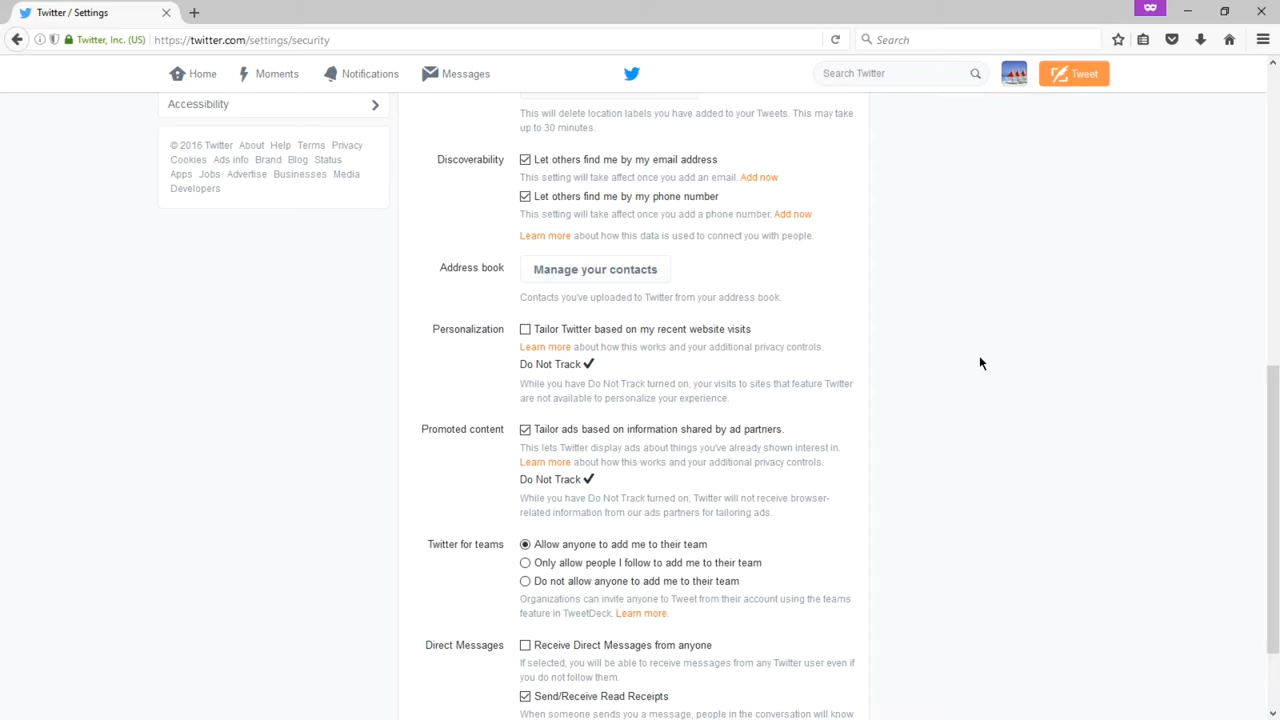 Twitter / Settings
Twitter, Inc. (US)
https://twitter.com/settings/security
Search
Home
Moments
Notifications
Messages
Search Twitter
Tweet
Accessibility
© 2016 Twitter About Help Terms Privacy
Cookies Ads info Brand Blog Status
Apps Jobs Advertise Businesses Media
Developers
This will delete location labels you have added to your Tweets. This may take
up to 30 minutes.
Discoverability
Let others find me by my email address
This setting will take affect once you add an email. Add now
Let others find me by my phone number
This setting will take affect once you add a phone number. Add now
Learn more about how this data is used to connect you with people.
Address book
Manage your contacts
Contacts you've uploaded to Twitter from your address book.
Personalization
Tailor Twitter based on my recent website visits
Learn more about how this works and your additional privacy controls.
Do Not Track
While you have Do Not Track turned on, your visits to sites that feature Twitter
are not available to personalize your experience.
Promoted content
Tailor ads based on information shared by ad partners.
This lets Twitter display ads about things you've already shown interest in.
Learn more about how this works and your additional privacy controls.
Do Not Track
While you have Do Not Track turned on, Twitter will not receive browser-
related information from our ads partners for tailoring ads.
Twitter for teams
Allow anyone to add me to their team
Only allow people I follow to add me to their team
Do not allow anyone to add me to their team
Organizations can invite anyone to Tweet from their account using the teams
feature in TweetDeck. Learn more.
Direct Messages
Receive Direct Messages from anyone
If selected, you will be able to receive messages from any Twitter user even if
you do not follow them.
Send/Receive Read Receipts
When someone sends you a message, people in the conversation will know